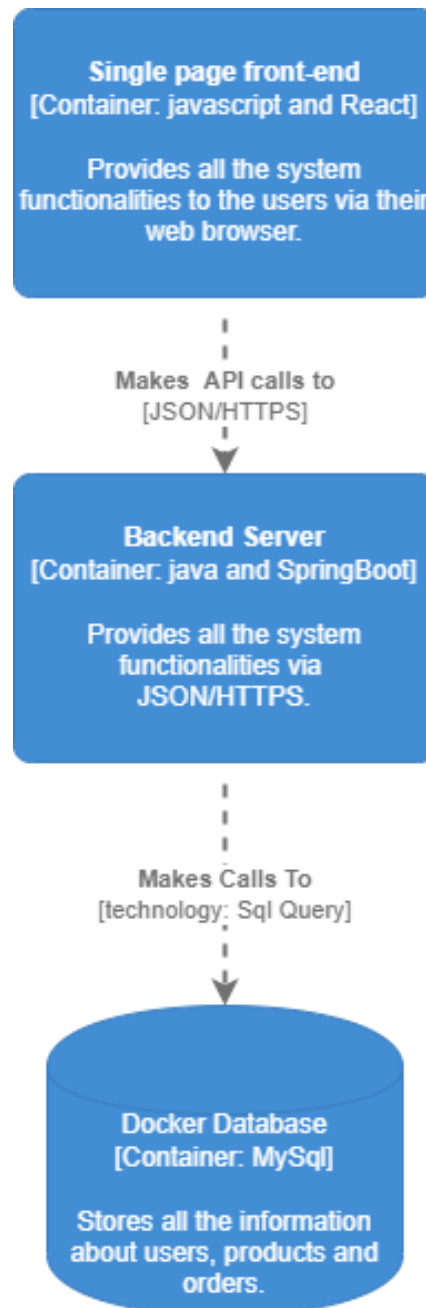 Single page front-end
[Container: javascript and React]
Provides all the system
functionalities to the users via their
web browser.
Makes API calls to
[JSON/HTTPS]
Backend Server
[Container: java and SpringBoot]
Provides all the system
functionalities via
JSON/HTTPS.
Makes Calls To
[technology: Sql Query]
Docker Database
[Container: MySql]
Stores all the information
about users, products and
orders.